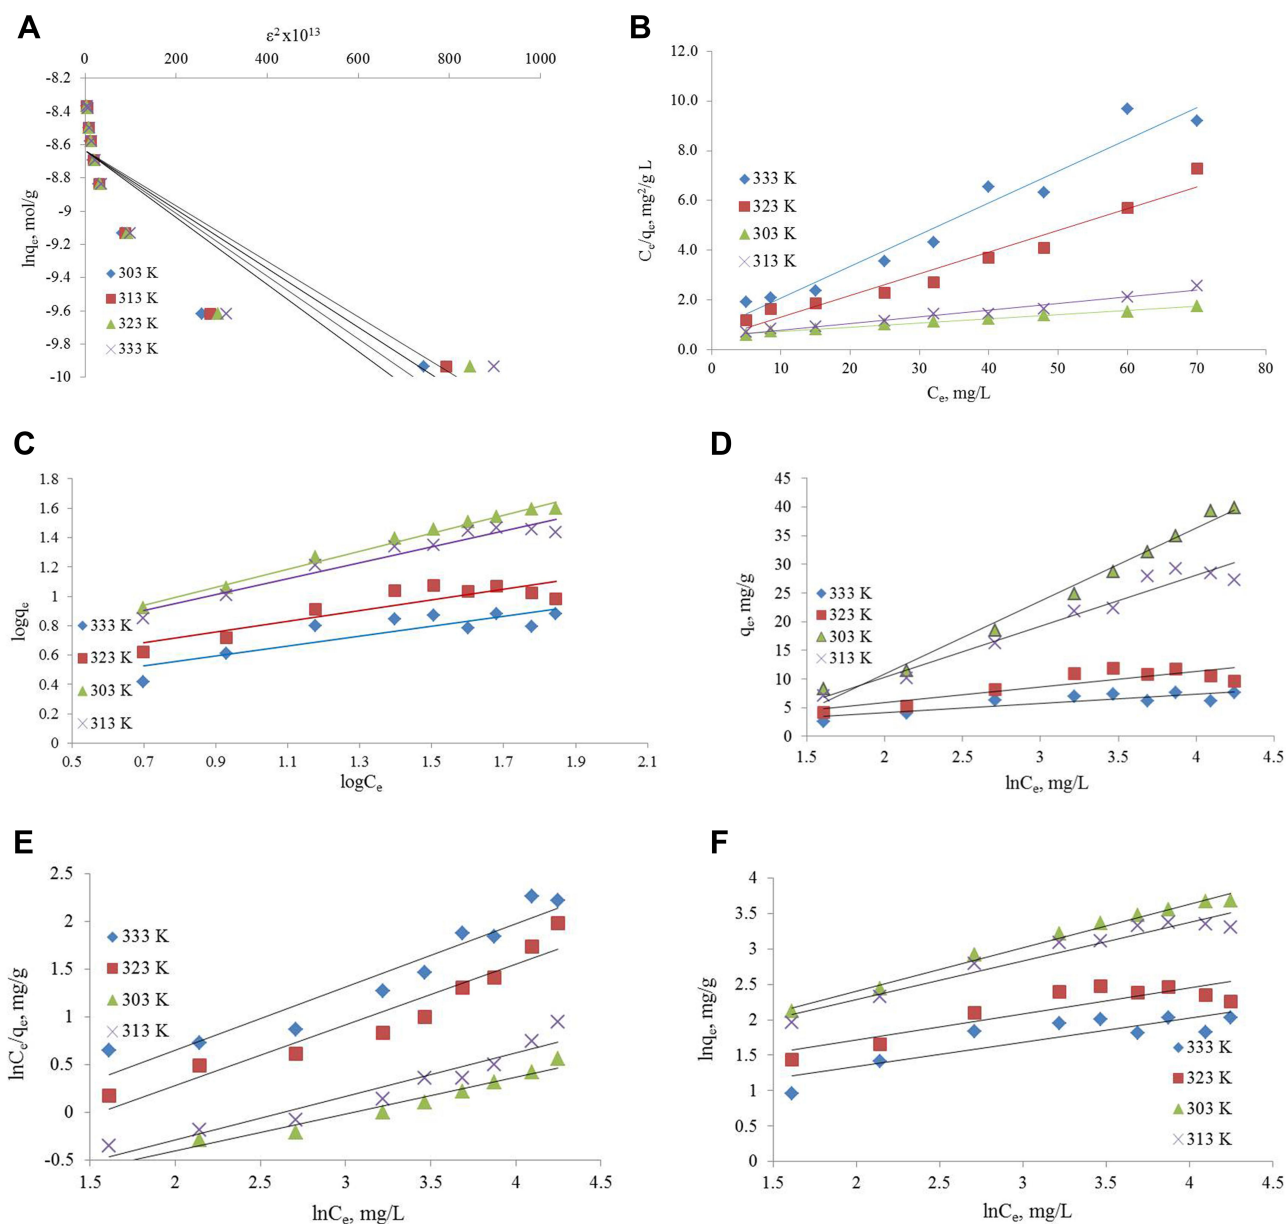 A
ε²x10¹³
0 200 400 600 800 1000
-8.2
-8.4
-8.6
-8.8
-9
-9.2
-9.4
-9.6
-9.8
-10
lnqₑ, mol/g
303 K
313 K
323 K
333 K
B
12.0
10.0
8.0
6.0
4.0
2.0
0.0
Cₑ/qₑ, mg²/g L
333 K
323 K
303 K
313 K
0 10 20 30 40 50 60 70 80
Cₑ, mg/L
C
1.8
1.6
1.4
1.2
1
0.8
0.6
0.4
0.2
0
logqₑ
333 K
323 K
303 K
313 K
0.5 0.7 0.9 1.1 1.3 1.5 1.7 1.9 2.1
logCₑ
D
45
40
35
30
25
20
15
10
5
0
qₑ, mg/g
333 K
323 K
303 K
313 K
1.5 2 2.5 3 3.5 4 4.5
lnCₑ, mg/L
E
2.5
2
1.5
1
0.5
0
-0.5
lnCₑ/qₑ, mg/g
333 K
323 K
303 K
313 K
1.5 2 2.5 3 3.5 4 4.5
lnCₑ, mg/L
F
4
3.5
3
2.5
2
1.5
1
0.5
0
lnqₑ, mg/g
333 K
323 K
303 K
313 K
1.5 2 2.5 3 3.5 4 4.5
lnCₑ, mg/L